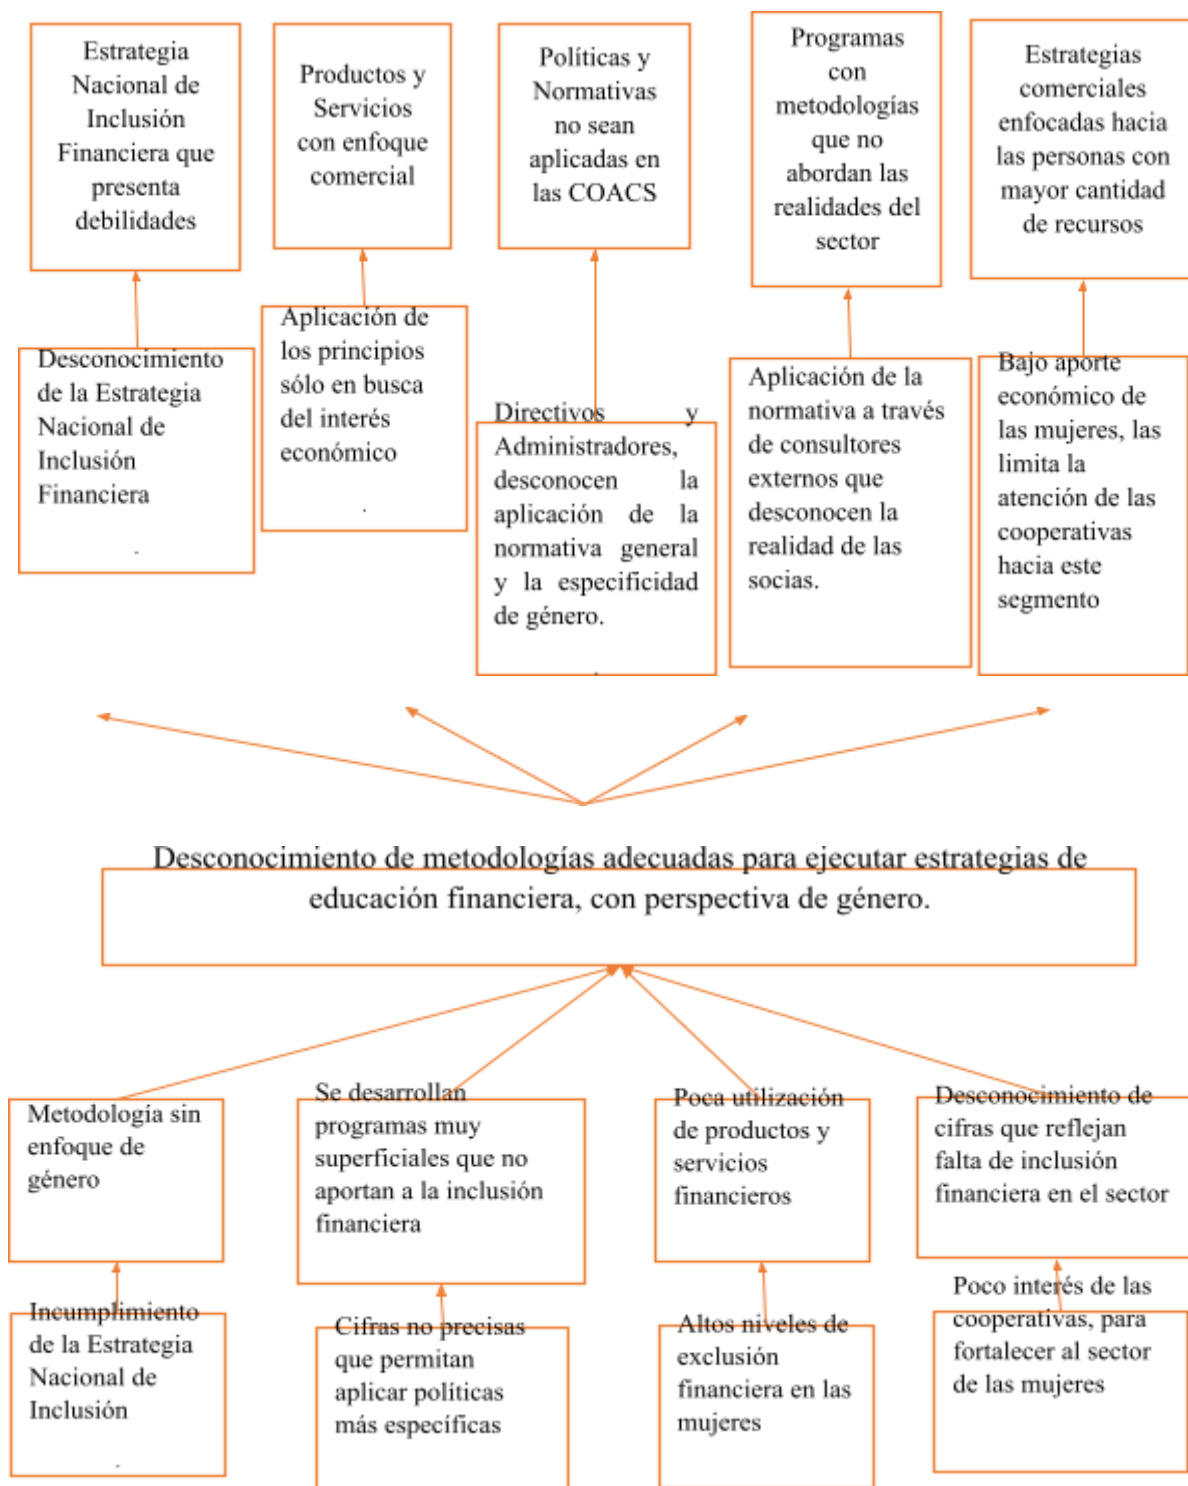 Estrategia
Nacional de
Inclusión
Financiera que
presenta
debilidades
Productos y
Servicios
con enfoque
comercial
Políticas y
Normativas
no sean
aplicadas en
las COACS
Programas
con
metodologías
que no
abordan las
realidades del
sector
Estrategias
comerciales
enfocadas hacia
las personas con
mayor cantidad
de recursos
Desconocimiento
de la Estrategia
Nacional de
Inclusión
Financiera
.
Aplicación de
los principios
sólo en busca
del interés
económico
.
Directivos y
Administradores,
desconocen la
aplicación de la
normativa general
y la especificidad
de género.
.
Aplicación de la
normativa a través
de consultores
externos que
desconocen la
realidad de las
socias.
Bajo aporte
económico de
las mujeres, las
limita la
atención de las
cooperativas
hacia este
segmento
Desconocimiento de metodologías adecuadas para ejecutar estrategias de
educación financiera, con perspectiva de género.
Metodología sin
enfoque de
género
Se desarrollan
programas muy
superficiales que no
aportan a la inclusión
financiera
Poca utilización
de productos y
servicios
financieros
Desconocimiento de
cifras que reflejan
falta de inclusión
financiera en el sector
Incumplimiento
de la Estrategia
Nacional de
Inclusión
.
Cifras no precisas
que permitan
aplicar políticas
más específicas
Altos niveles de
exclusión
financiera en las
mujeres
Poco interés de las
cooperativas, para
fortalecer al sector
de las mujeres